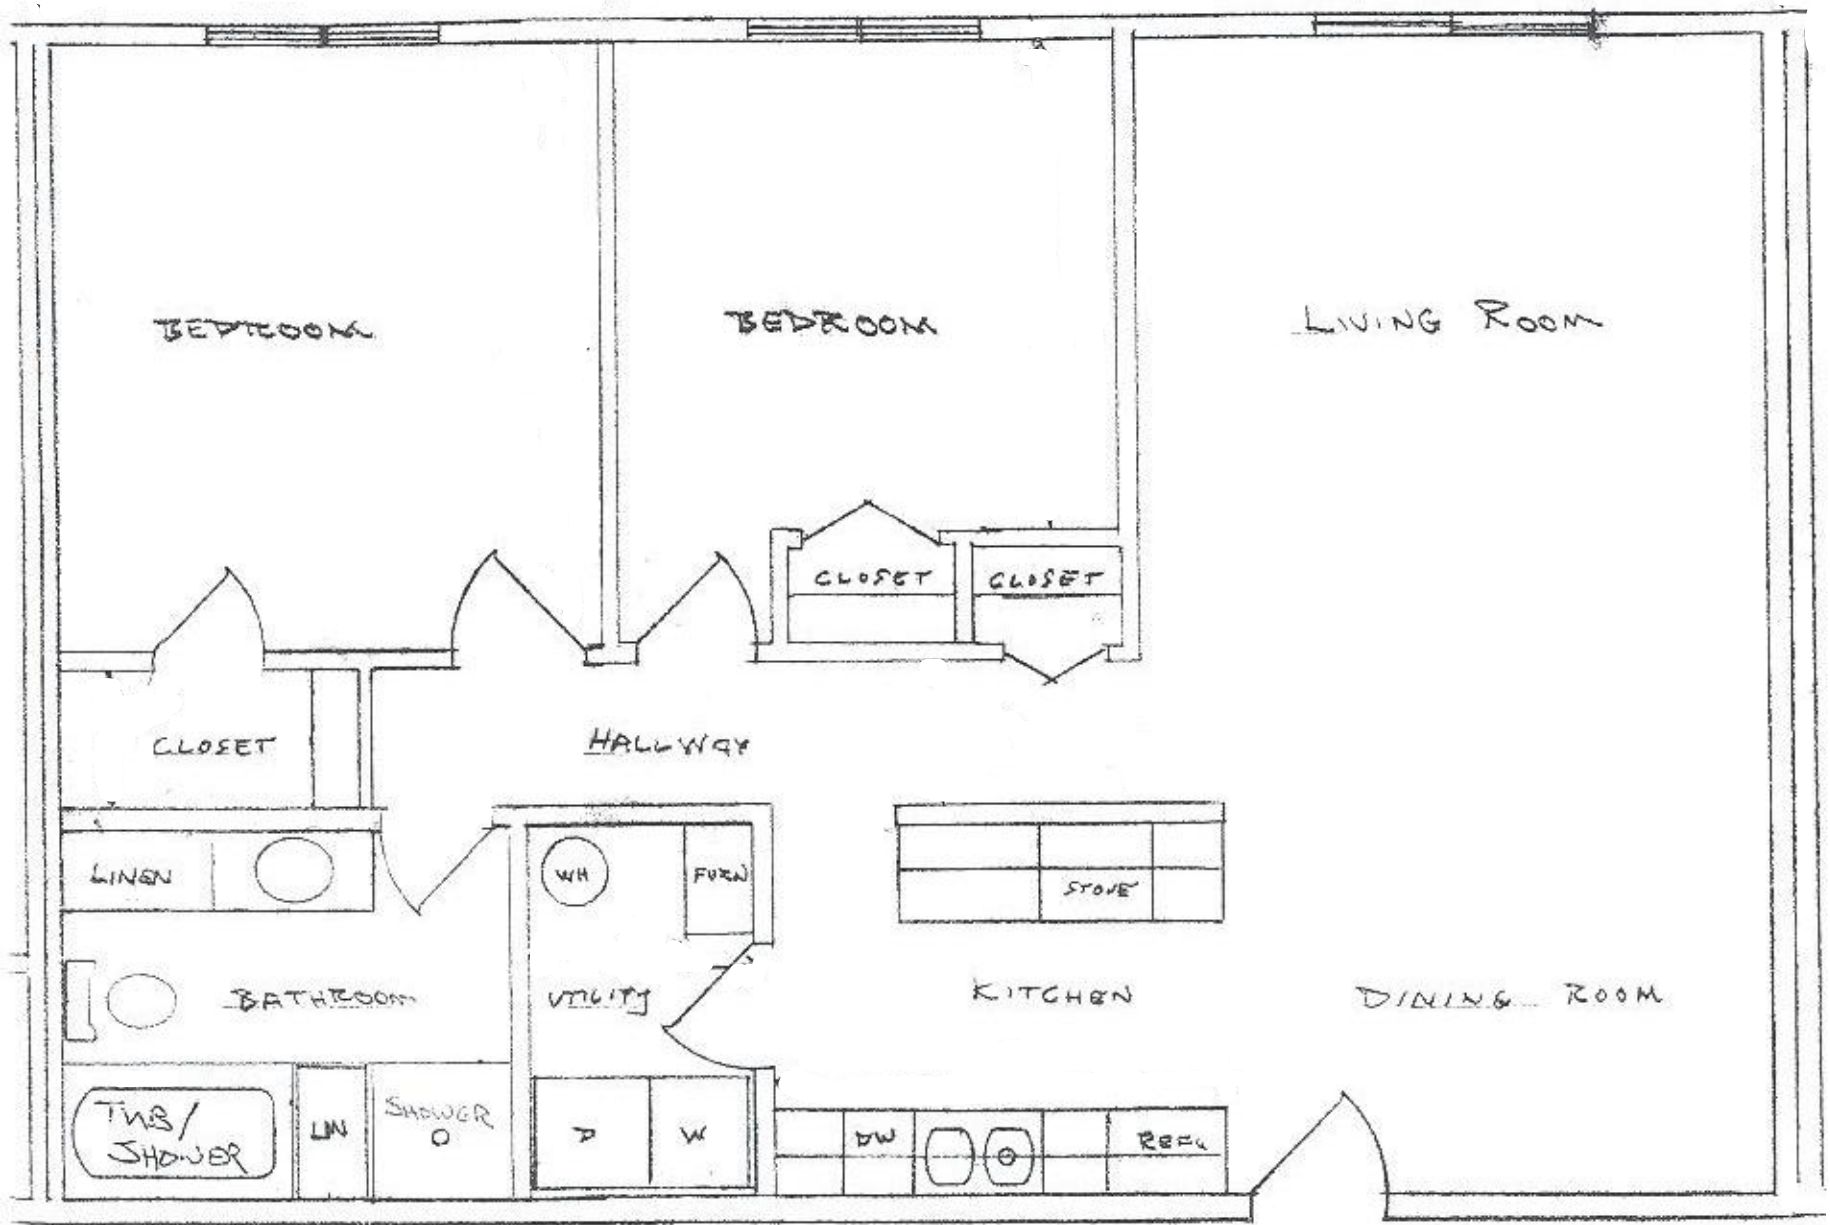 BEDROOM
BEDROOM
LIVING ROOM
CLOSET
CLOSET
CLOSET
HALLWAY
LINEN
WH
FURN
STOVE
BATHROOM
UTILITY
KITCHEN
DINING ROOM
TUB/
SHOWER
LIN
SHOWER
D
W
DW
REFG